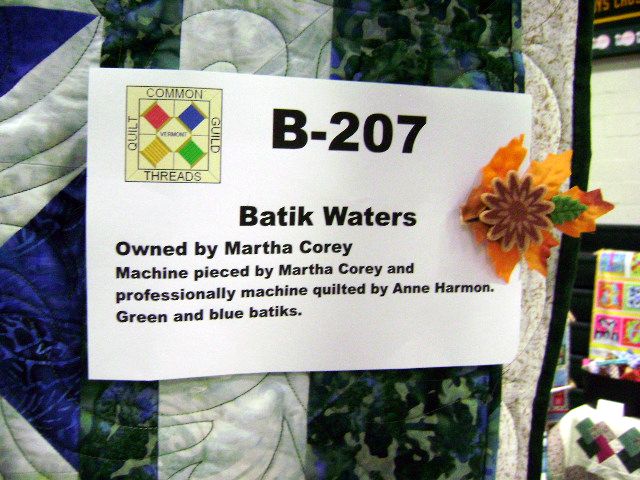 COMMON
QUILT
GUILD
VERMONT
THREADS
B-207
Batik Waters
Owned by Martha Corey
Machine pieced by Martha Corey and
professionally machine quilted by Anne Harmon.
Green and blue batiks.